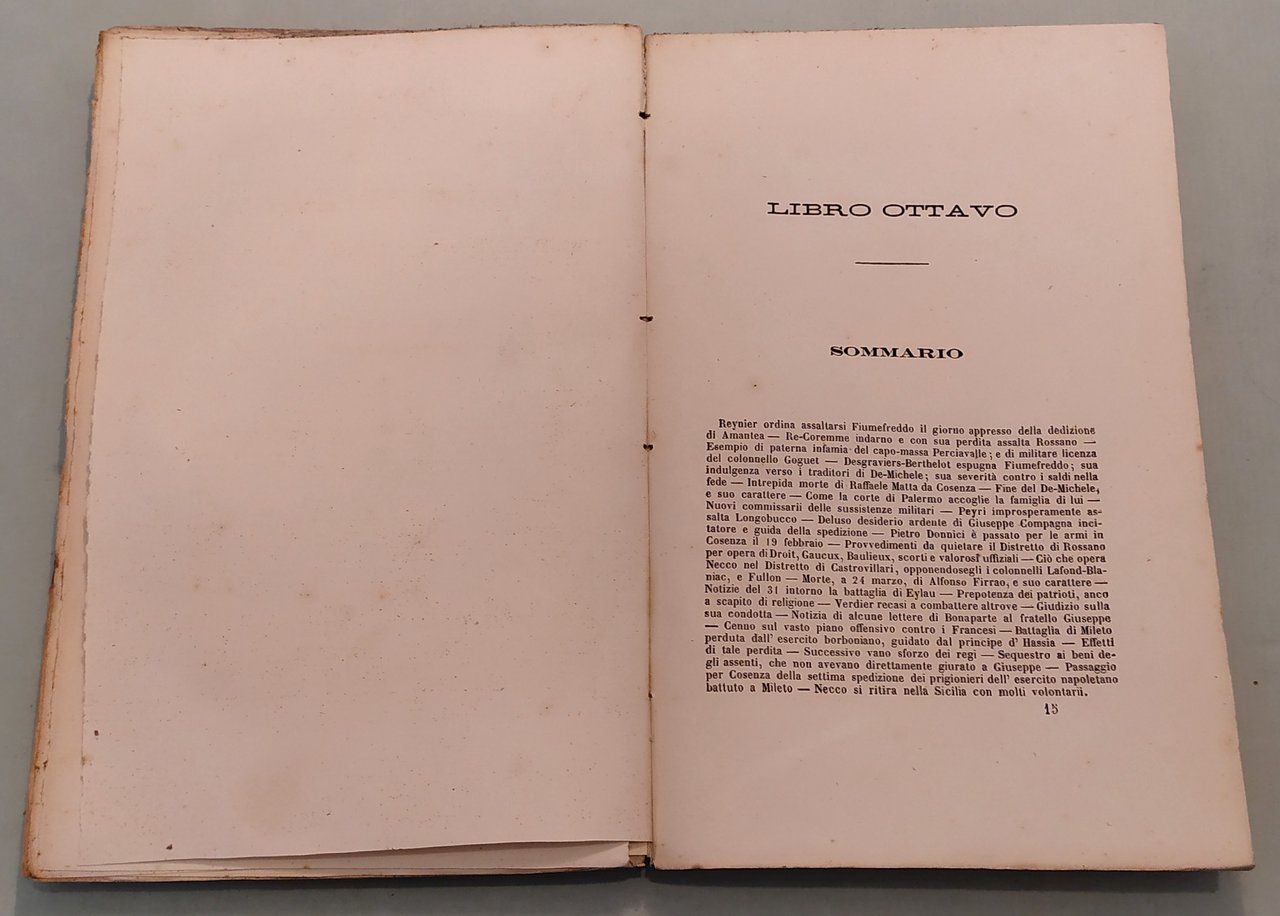 LIBRO OTTAVO
SOMMARIO
Reynier ordina assaltarsi Fiumefreddo il giorno appresso della dedizione
di Amantea — Re-Coremme indarno e con sua perdita assalta Rossano —
Esempio di paterna infamia del capo-massa Perciavalle; e di militare licenza
del colonnello Goguet — Desgraviers-Berthelot espugna Fiumefreddo; sua
indulgenza verso i traditori di De-Michele; sua severità contro i saldi nella
fede — Intrepida morte di Raffaele Matta da Cosenza — Fine del De-Michele,
e suo carattere — Come la corte di Palermo accoglie la famiglia di lui —
Nuovi commissarii delle sussistenze militari — Peyri improsperamente as-
salta Longobucco — Deluso desiderio ardente di Giuseppe Compagna inci-
tatore e guida della spedizione — Pietro Donnici è passato per le armi in
Cosenza il 19 febbraio — Provvedimenti da quietare il Distretto di Rossano
per opera di Droit, Gaucux, Baulieux, scorti e valorosi uffiziali — Ciò che opera
Necco nel Distretto di Castrovillari, opponendosegli i colonnelli Lafond-Bla-
niac, e Fullon — Morte, a 24 marzo, di Alfonso Firrao, e suo carattere —
Notizie del 31 intorno la battaglia di Eylau — Prepotenza dei patrioti, anco
a scapito di religione — Verdier recasi a combattere altrove — Giudizio sulla
sua condotta — Notizia di alcune lettere di Bonaparte al fratello Giuseppe
— Cenno sul vasto piano offensivo contro i Francesi — Battaglia di Mileto
perduta dall' esercito borboniano, guidato dal principe d' Hassia — Effetti
di tale perdita — Successivo vano sforzo dei regi — Sequestro ai beni de-
gli assenti, che non avevano direttamente giurato a Giuseppe — Passaggio
per Cosenza della settima spedizione dei prigionieri dell' esercito napoletano
battuto a Mileto — Necco si ritira nella Sicilia con molti volontarii.
15